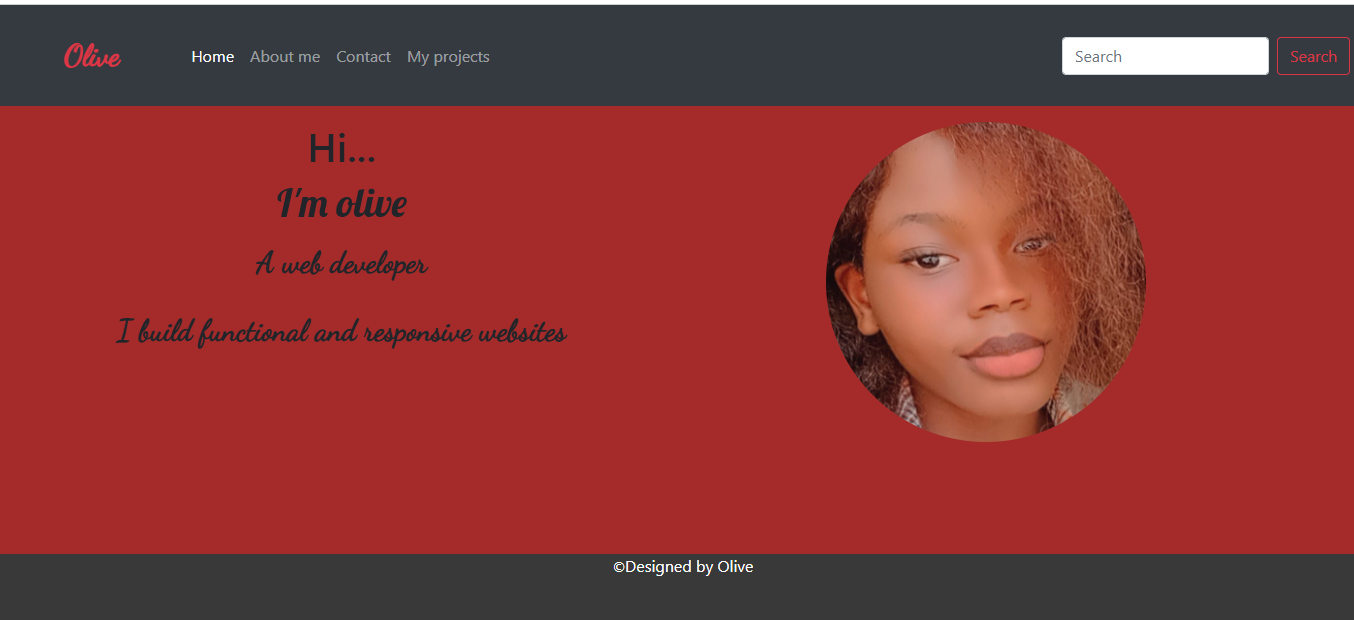 Olive Home About me Contact My projects Search Search
Hi...
I'm olive
A web developer
I build functional and responsive websites
©Designed by Olive